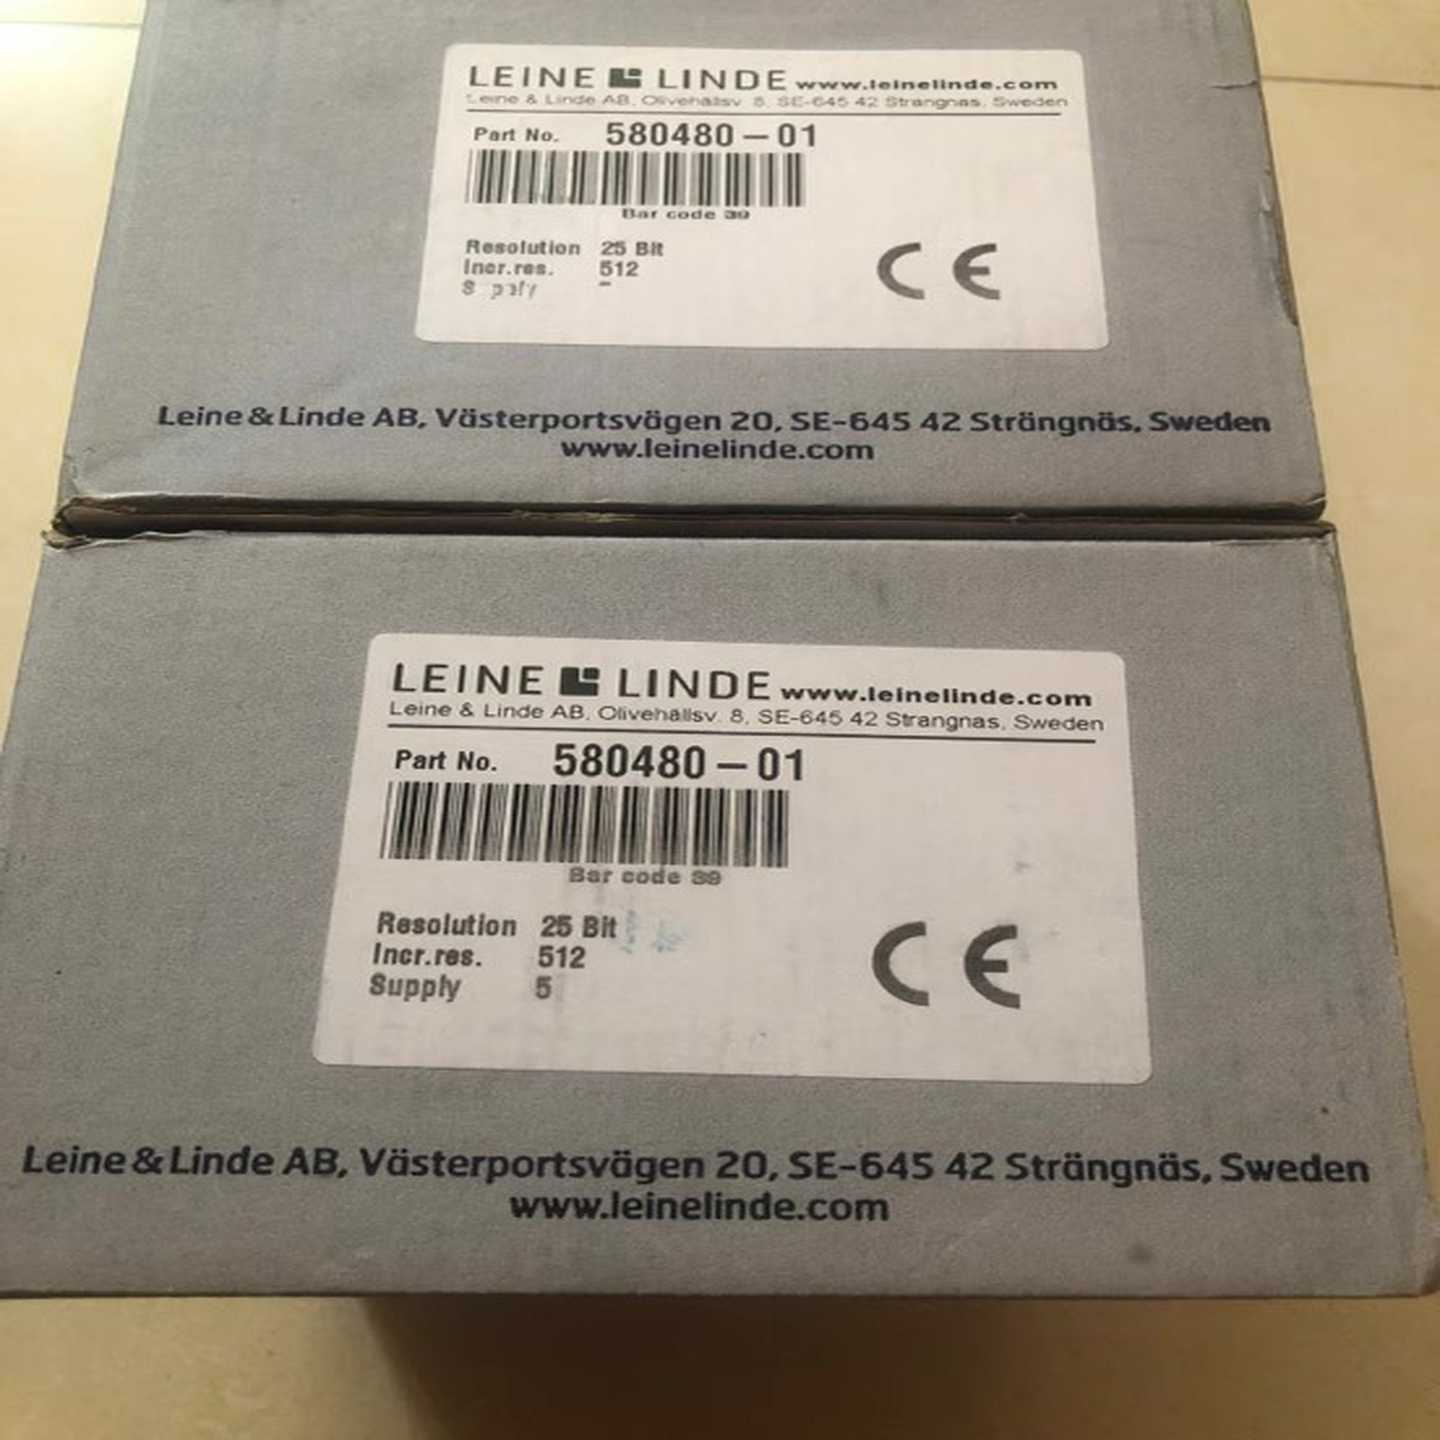 LEINE LINDE www.leinelinde.com
Leine & Linde AB, Olivehällsv. 8, SE-645 42 Strangnas, Sweden
Part No. 580480-01
Bar code 39
Resolution 25 Bit
Incr.res. 512
Leine & Linde AB, Västerportsvägen 20, SE-645 42 Strängnäs, Sweden
www.leinelinde.com
LEINE LINDE www.leinelinde.com
Leine & Linde AB, Olivehällsv. 8, SE-645 42 Strangnas, Sweden
Part No. 580480-01
Bar code 39
Resolution 25 Bit
Incr.res. 512
Supply 5
CE
CE
Leine & Linde AB, Västerportsvägen 20, SE-645 42 Strängnäs, Sweden
www.leinelinde.com